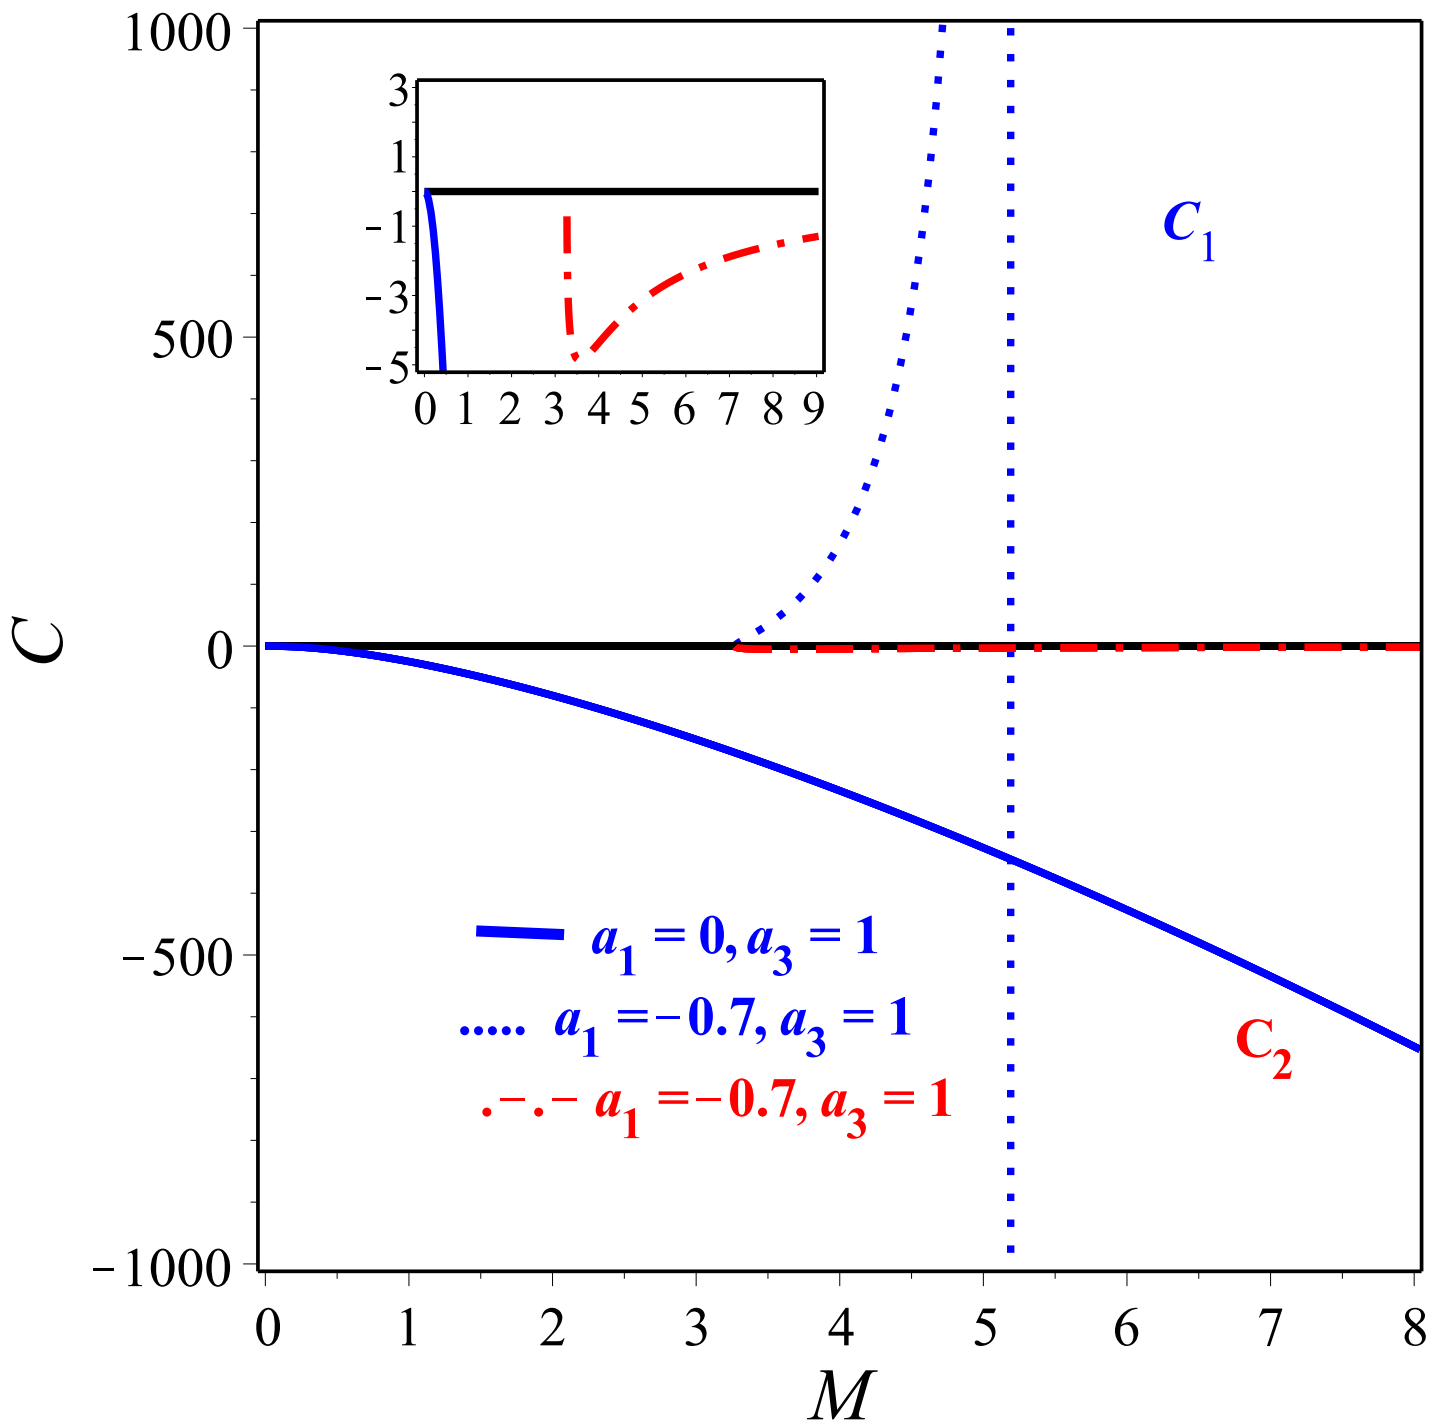 1000
500
0
−500
−1000
C
3
1
−1
−3
−5
0 1 2 3 4 5 6 7 8 9
C1
a1 = 0, a3 = 1
..... a1 =−0.7, a3 = 1
.−.− a1 =−0.7, a3 = 1
C2
0 1 2 3 4 5 6 7 8
M